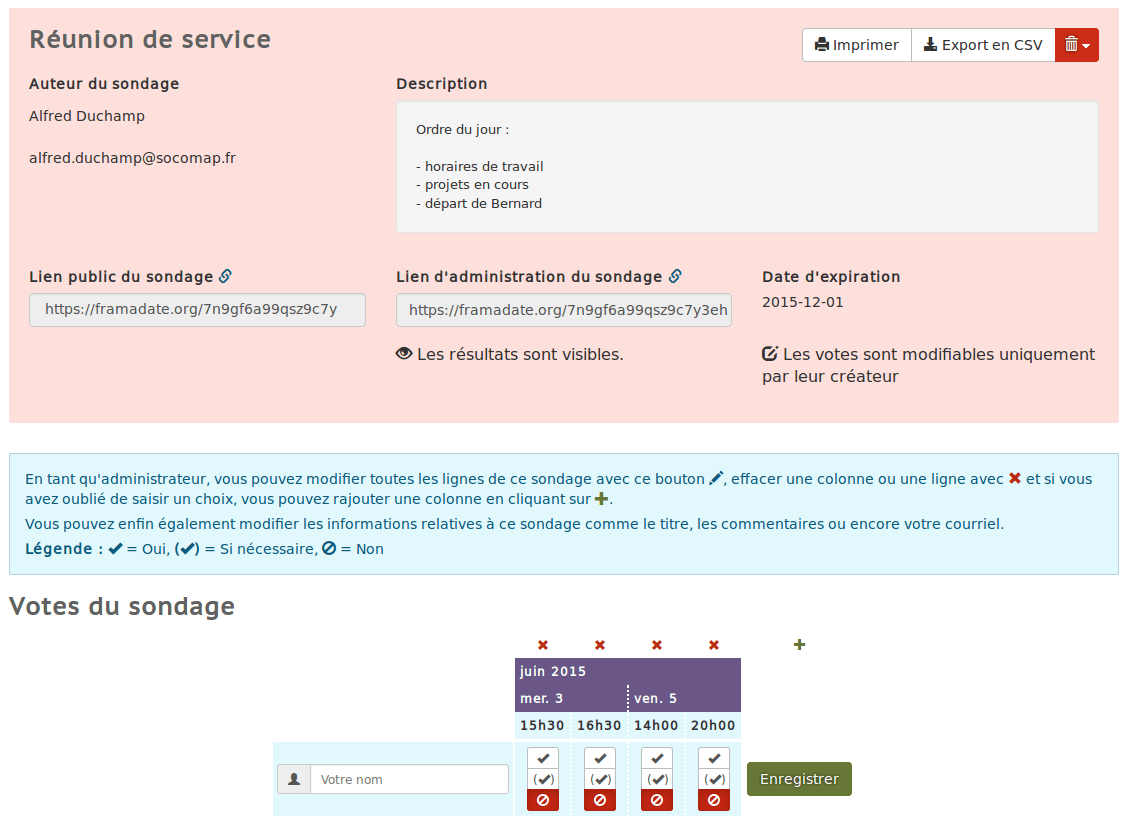 Réunion de service
Imprimer
Export en CSV
Auteur du sondage
Alfred Duchamp
alfred.duchamp@socomap.fr
Description
Ordre du jour :
- horaires de travail
- projets en cours
- départ de Bernard
Lien public du sondage
https://framadate.org/7n9gf6a99qsz9c7y
Lien d'administration du sondage
https://framadate.org/7n9gf6a99qsz9c7y3eh
Les résultats sont visibles.
Date d'expiration
2015-12-01
Les votes sont modifiables uniquement
par leur créateur
En tant qu'administrateur, vous pouvez modifier toutes les lignes de ce sondage avec ce bouton , effacer une colonne ou une ligne avec et si vous
avez oublié de saisir un choix, vous pouvez rajouter une colonne en cliquant sur .
Vous pouvez enfin également modifier les informations relatives à ce sondage comme le titre, les commentaires ou encore votre courriel.
Légende : ✔ = Oui, (✔) = Si nécessaire, = Non
Votes du sondage
juin 2015
mer. 3 ven. 5
15h30 16h30 14h00 20h00
Votre nom
(✔) (✔) (✔) (✔)
Enregistrer